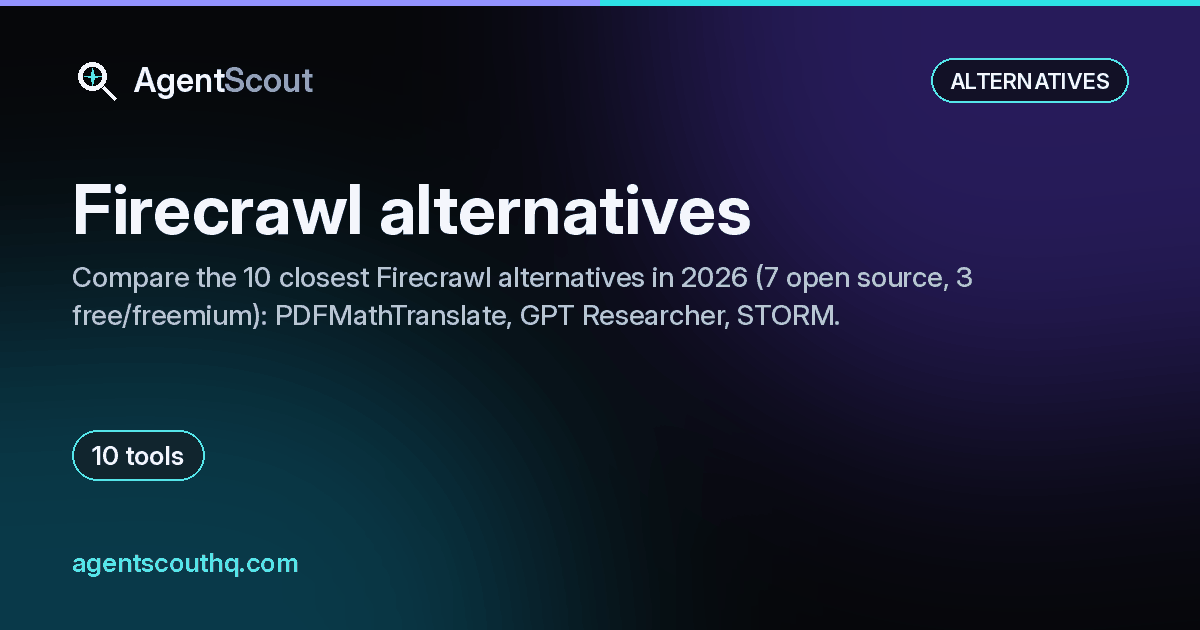 AgentScout
ALTERNATIVES
Firecrawl alternatives
Compare the 10 closest Firecrawl alternatives in 2026 (7 open source, 3
free/freemium): PDFMathTranslate, GPT Researcher, STORM.
10 tools
agentscouthq.com